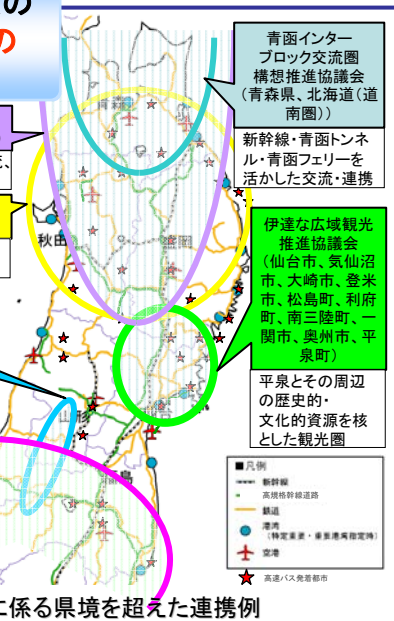 の
の
青函インター
ブロック交流圏
構想推進協議会
(青森県、北海道(道
南圏))
新幹線・青函トンネ
ル・青函フェリーを
活かした交流・連携
秋田
盛岡
伊達な広域観光
推進協議会
(仙台市、気仙沼
市、大崎市、登米
市、松島町、利府
町、南三陸町、一
関市、奥州市、平
泉町)
平泉とその周辺
の歴史的・
文化的資源を核
とした観光圏
山形
島
■凡例
新幹線
高規格幹線道路
鉄道
港湾
空港
高速バス発着都市
に係る県境を超えた連携例